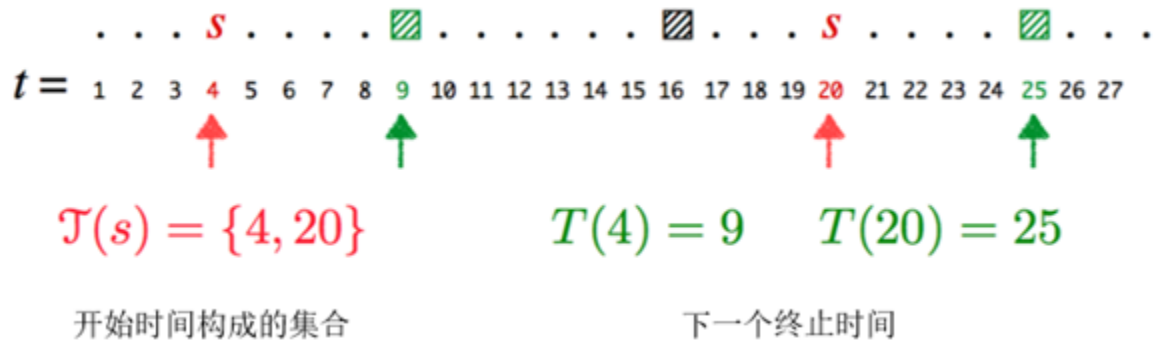 . . . s . . . . ▨ . . . . . . ▨ . . . s . . . . ▨ . . .
t = 1 2 3 4 5 6 7 8 9 10 11 12 13 14 15 16 17 18 19 20 21 22 23 24 25 26 27
𝒯(s) = {4, 20} T(4) = 9 T(20) = 25
开始时间构成的集合 下一个终止时间